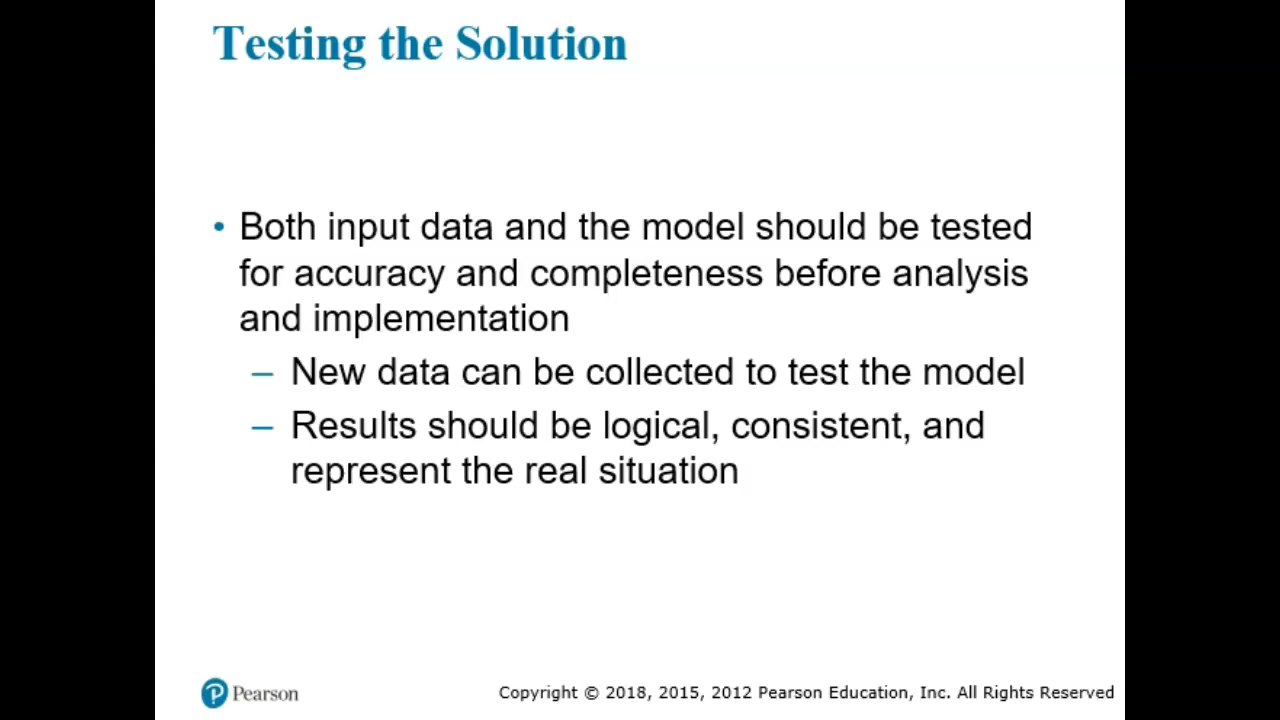 Testing the Solution
• Both input data and the model should be tested
for accuracy and completeness before analysis
and implementation
– New data can be collected to test the model
– Results should be logical, consistent, and
represent the real situation
Pearson
Copyright © 2018, 2015, 2012 Pearson Education, Inc. All Rights Reserved